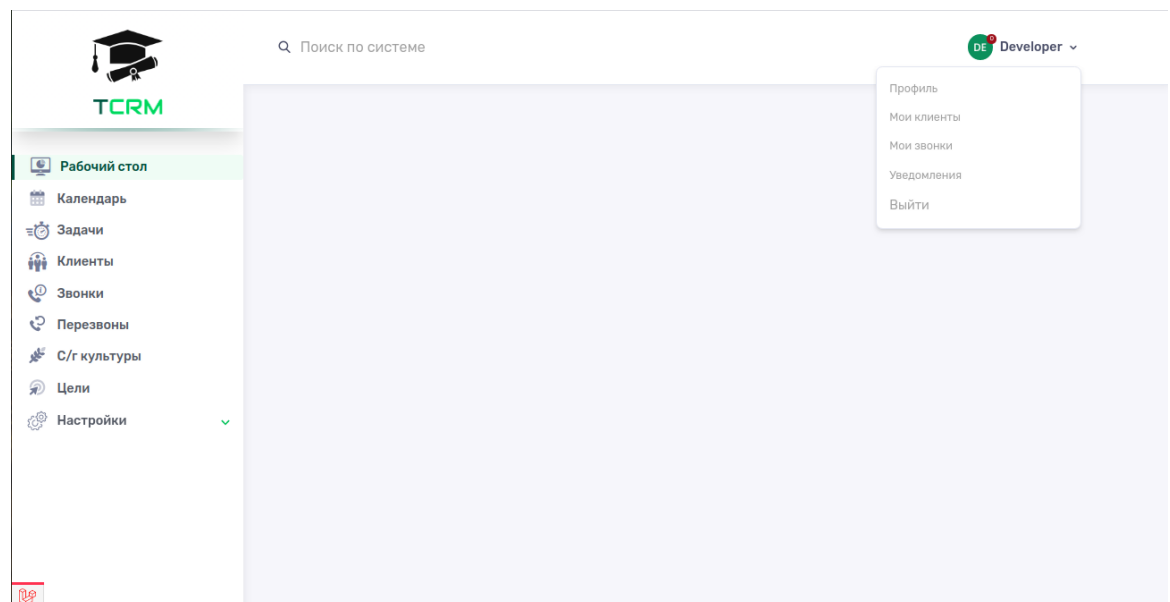 TCRM
Поиск по системе
DE
0
Developer
Профиль
Мои клиенты
Мои звонки
Уведомления
Выйти
Рабочий стол
Календарь
Задачи
Клиенты
Звонки
Перезвоны
С/г культуры
Цели
Настройки